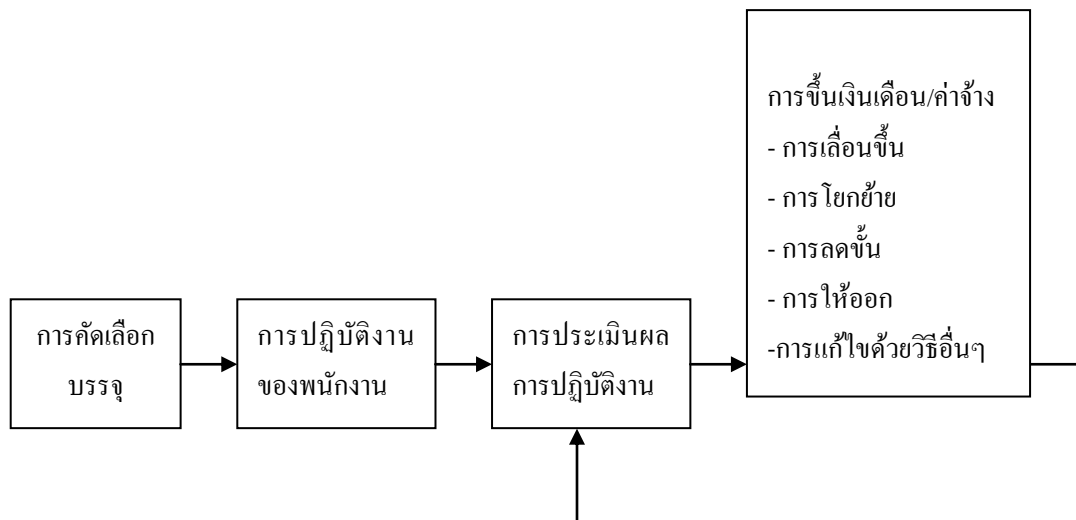 การคัดเลือก
บรรจุ
การปฏิบัติงาน
ของพนักงาน
การประเมินผล
การปฏิบัติงาน
การขึ้นเงินเดือน/ค่าจ้าง
- การเลื่อนขึ้น
- การโยกย้าย
- การลดขั้น
- การให้ออก
-การแก้ไขด้วยวิธีอื่นๆ